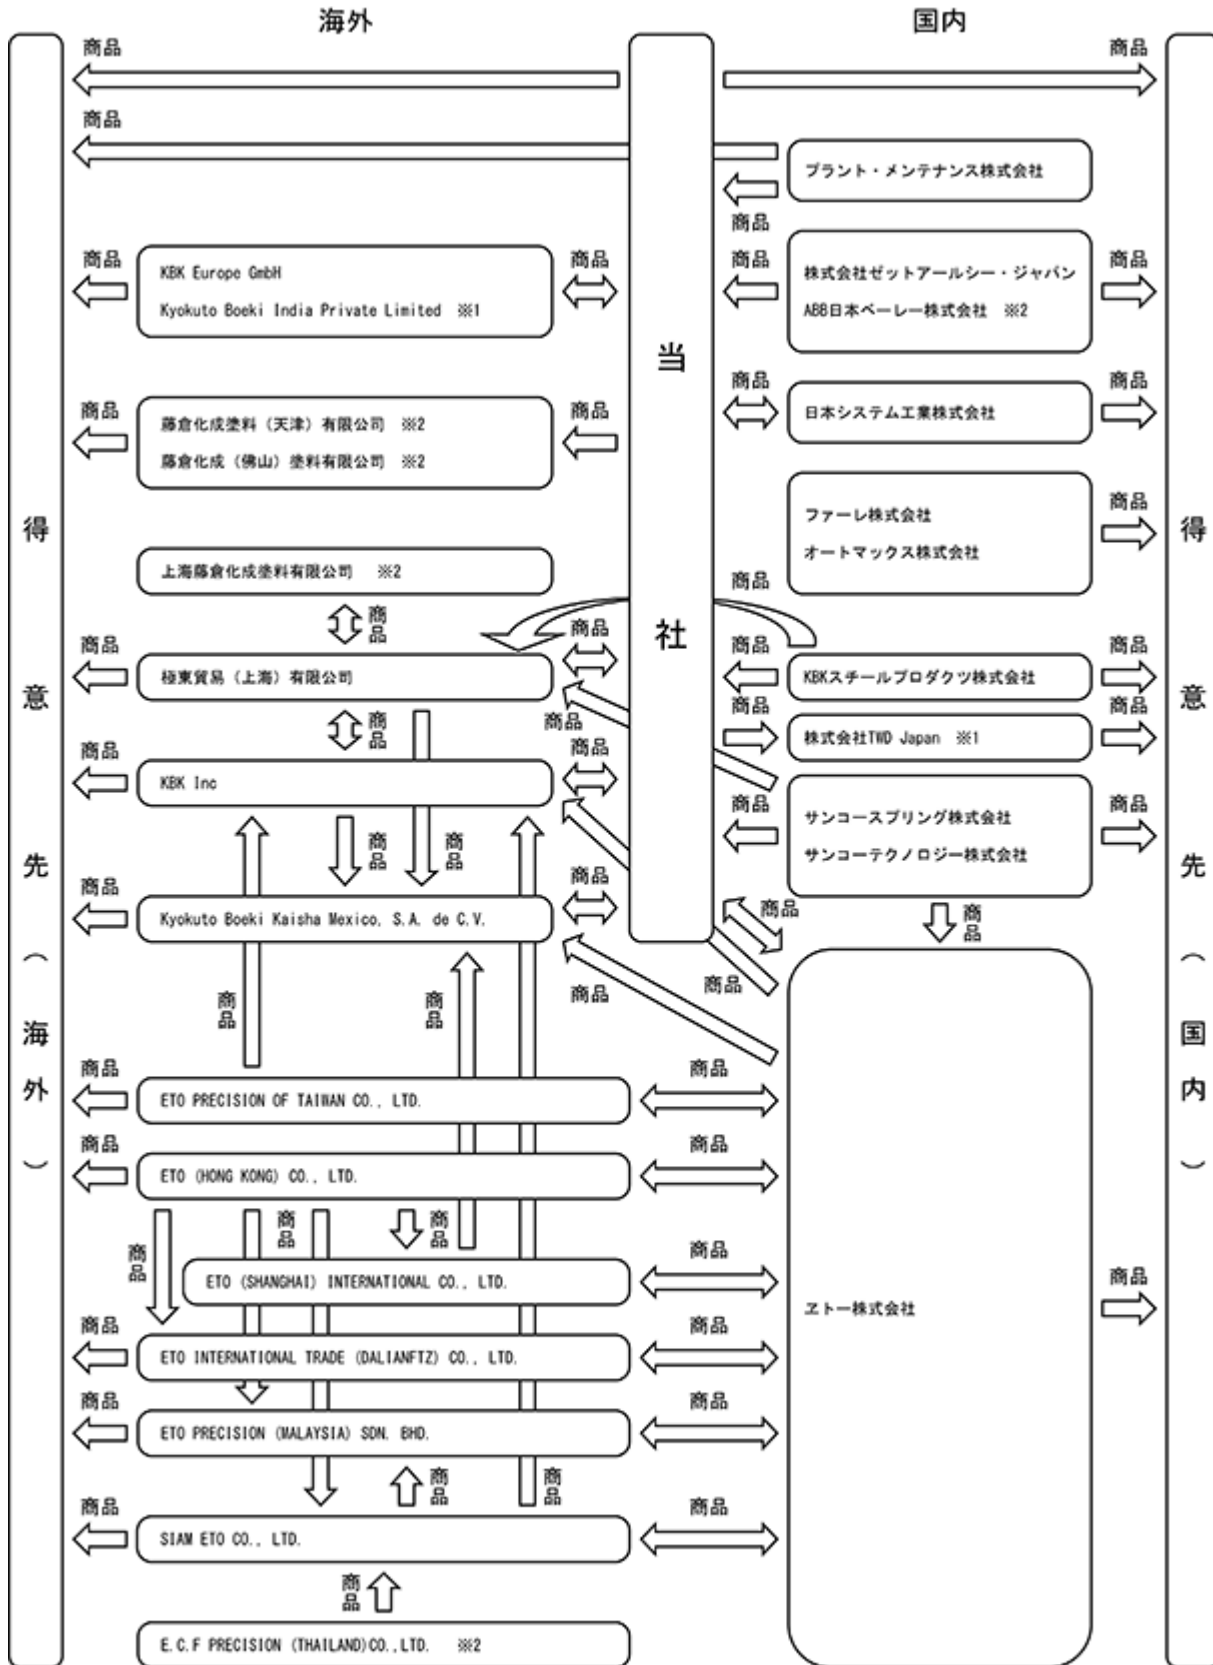 海外
国内
商品
商品
商品
プラント・メンテナンス株式会社
商品
商品
KBK Europe GmbH
Kyokuto Boeki India Private Limited ※1
商品
商品
株式会社ゼットアールシー・ジャパン
ABB日本ベーレー株式会社 ※2
商品
当社
商品
藤倉化成塗料（天津）有限公司 ※2
藤倉化成（佛山）塗料有限公司 ※2
商品
商品
日本システム工業株式会社
商品
得意先（海外）
得意先（国内）
ファーレ株式会社
オートマックス株式会社
商品
上海藤倉化成塗料有限公司 ※2
商品
商品
商品
極東貿易（上海）有限公司
商品
商品
KBKスチールプロダクツ株式会社
商品
商品
商品
商品
株式会社TWD Japan ※1
商品
商品
KBK Inc
商品
商品
サンコースプリング株式会社
サンコーテクノロジー株式会社
商品
商品
商品
商品
Kyokuto Boeki Kaisha Mexico, S.A. de C.V.
商品
商品
商品
商品
商品
商品
商品
商品
ETO PRECISION OF TAIWAN CO., LTD.
商品
商品
ETO (HONG KONG) CO., LTD.
商品
商品
商品
商品
ETO (SHANGHAI) INTERNATIONAL CO., LTD.
商品
ヱトー株式会社
商品
商品
ETO INTERNATIONAL TRADE (DALIANFTZ) CO., LTD.
商品
商品
ETO PRECISION (MALAYSIA) SDN. BHD.
商品
商品
商品
商品
SIAM ETO CO., LTD.
商品
商品
E.C.F PRECISION (THAILAND)CO.,LTD. ※2